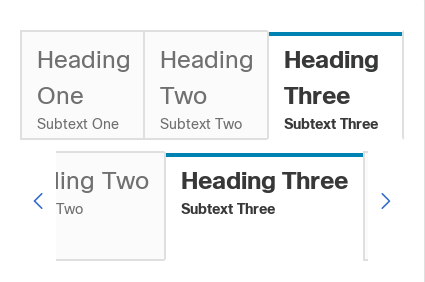 Heading One
Subtext One
Heading Two
Subtext Two
Heading Three
Subtext Three
ling Two
Two
Heading Three
Subtext Three